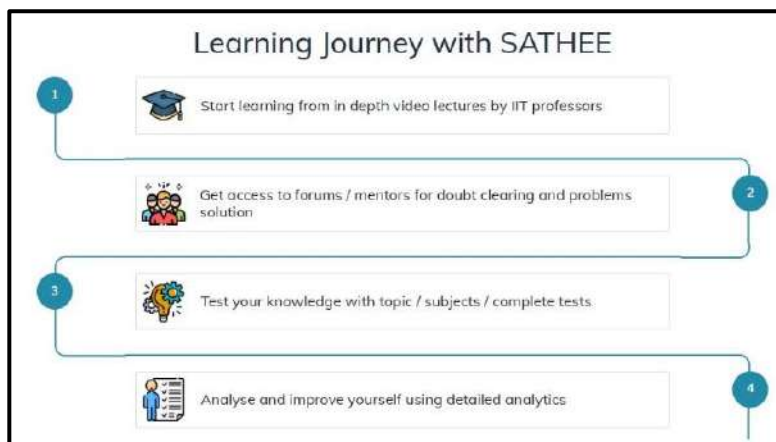 Learning Journey with SATHEE
1
Start learning from in depth video lectures by IIT professors
Get access to forums / mentors for doubt clearing and problems
solution
2
3
Test your knowledge with topic / subjects / complete tests
Analyse and improve yourself using detailed analytics
4